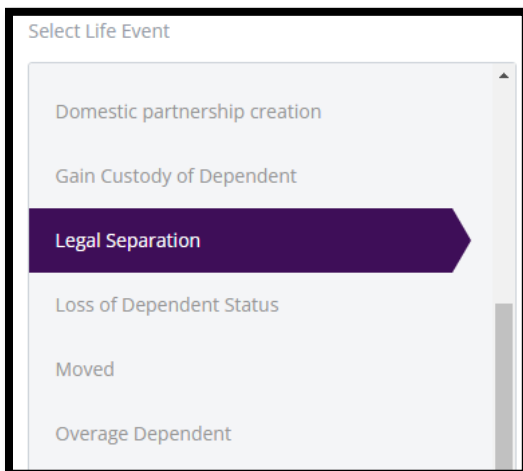 Select Life Event
Domestic partnership creation
Gain Custody of Dependent
Legal Separation
Loss of Dependent Status
Moved
Overage Dependent